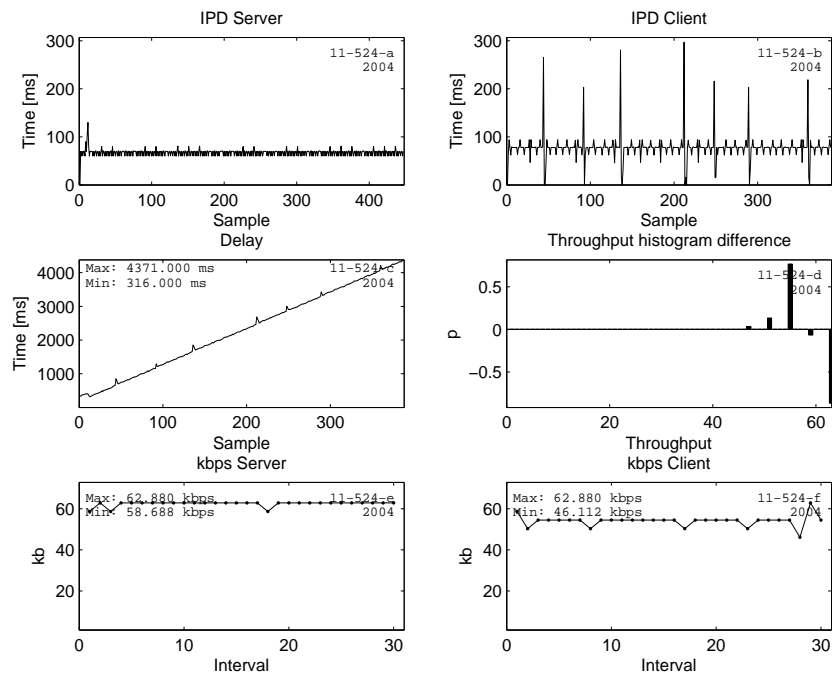 IPD Server
IPD Client
300
200
100
0
Time [ms]
11-524-a
2004
0 100 200 300 400
Sample
300
200
100
0
Time [ms]
11-524-b
2004
0 100 200 300
Sample
Delay
Throughput histogram difference
4000
3000
2000
1000
Time [ms]
Max: 4371.000 ms
Min: 316.000 ms
11-524-c
2004
0 100 200 300
Sample
0.5
0
−0.5
p
11-524-d
2004
0 20 40 60
Throughput
kbps Server
kbps Client
60
40
20
0
kb
Max: 62.880 kbps
Min: 58.688 kbps
11-524-e
2004
0 10 20 30
Interval
60
40
20
0
kb
Max: 62.880 kbps
Min: 46.112 kbps
11-524-f
2004
0 10 20 30
Interval